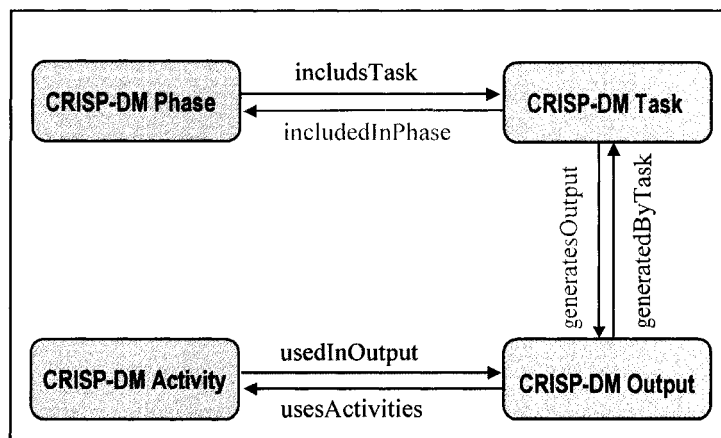 includsTask
CRISP-DM Phase
CRISP-DM Task
includedInPhase
generatesOutput
generatedByTask
usedInOutput
CRISP-DM Activity
CRISP-DM Output
usesActivities